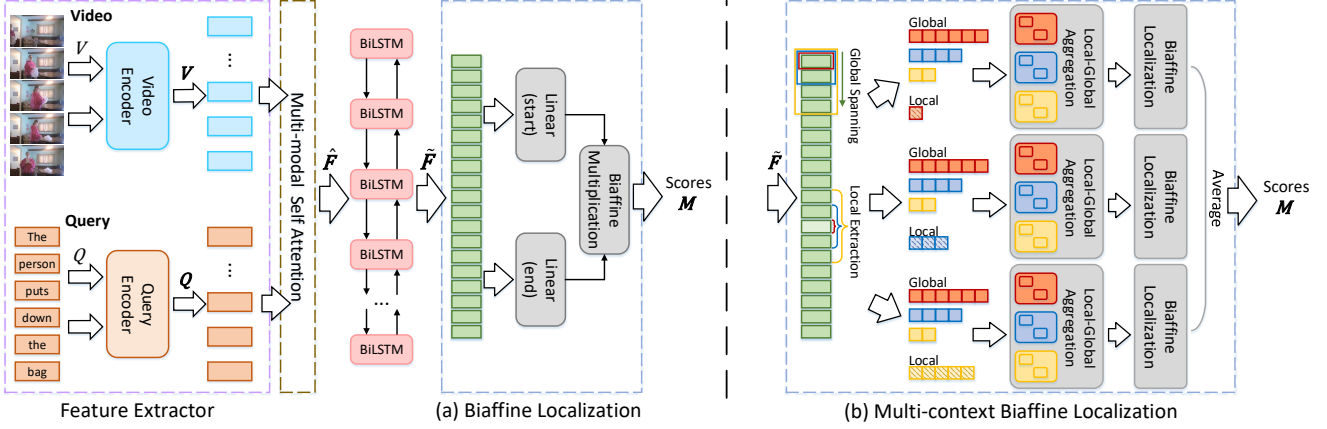 Video
V
Video
Encoder
V
Query
The
person
puts
down
the
bag
Q
Query
Encoder
Q
...
...
Feature Extractor
Multi-modal Self Attention
F̂
BiLSTM
BiLSTM
BiLSTM
BiLSTM
...
BiLSTM
F̃
Linear
(start)
Linear
(end)
Biaffine
Multiplication
Scores
M
(a) Biaffine Localization
F̃
Global Spanning
Local Extraction
Global
Local
Local-Global
Aggregation
Biaffine
Localization
Global
Local
Local-Global
Aggregation
Biaffine
Localization
Global
Local
Local-Global
Aggregation
Biaffine
Localization
Average
Scores
M
(b) Multi-context Biaffine Localization